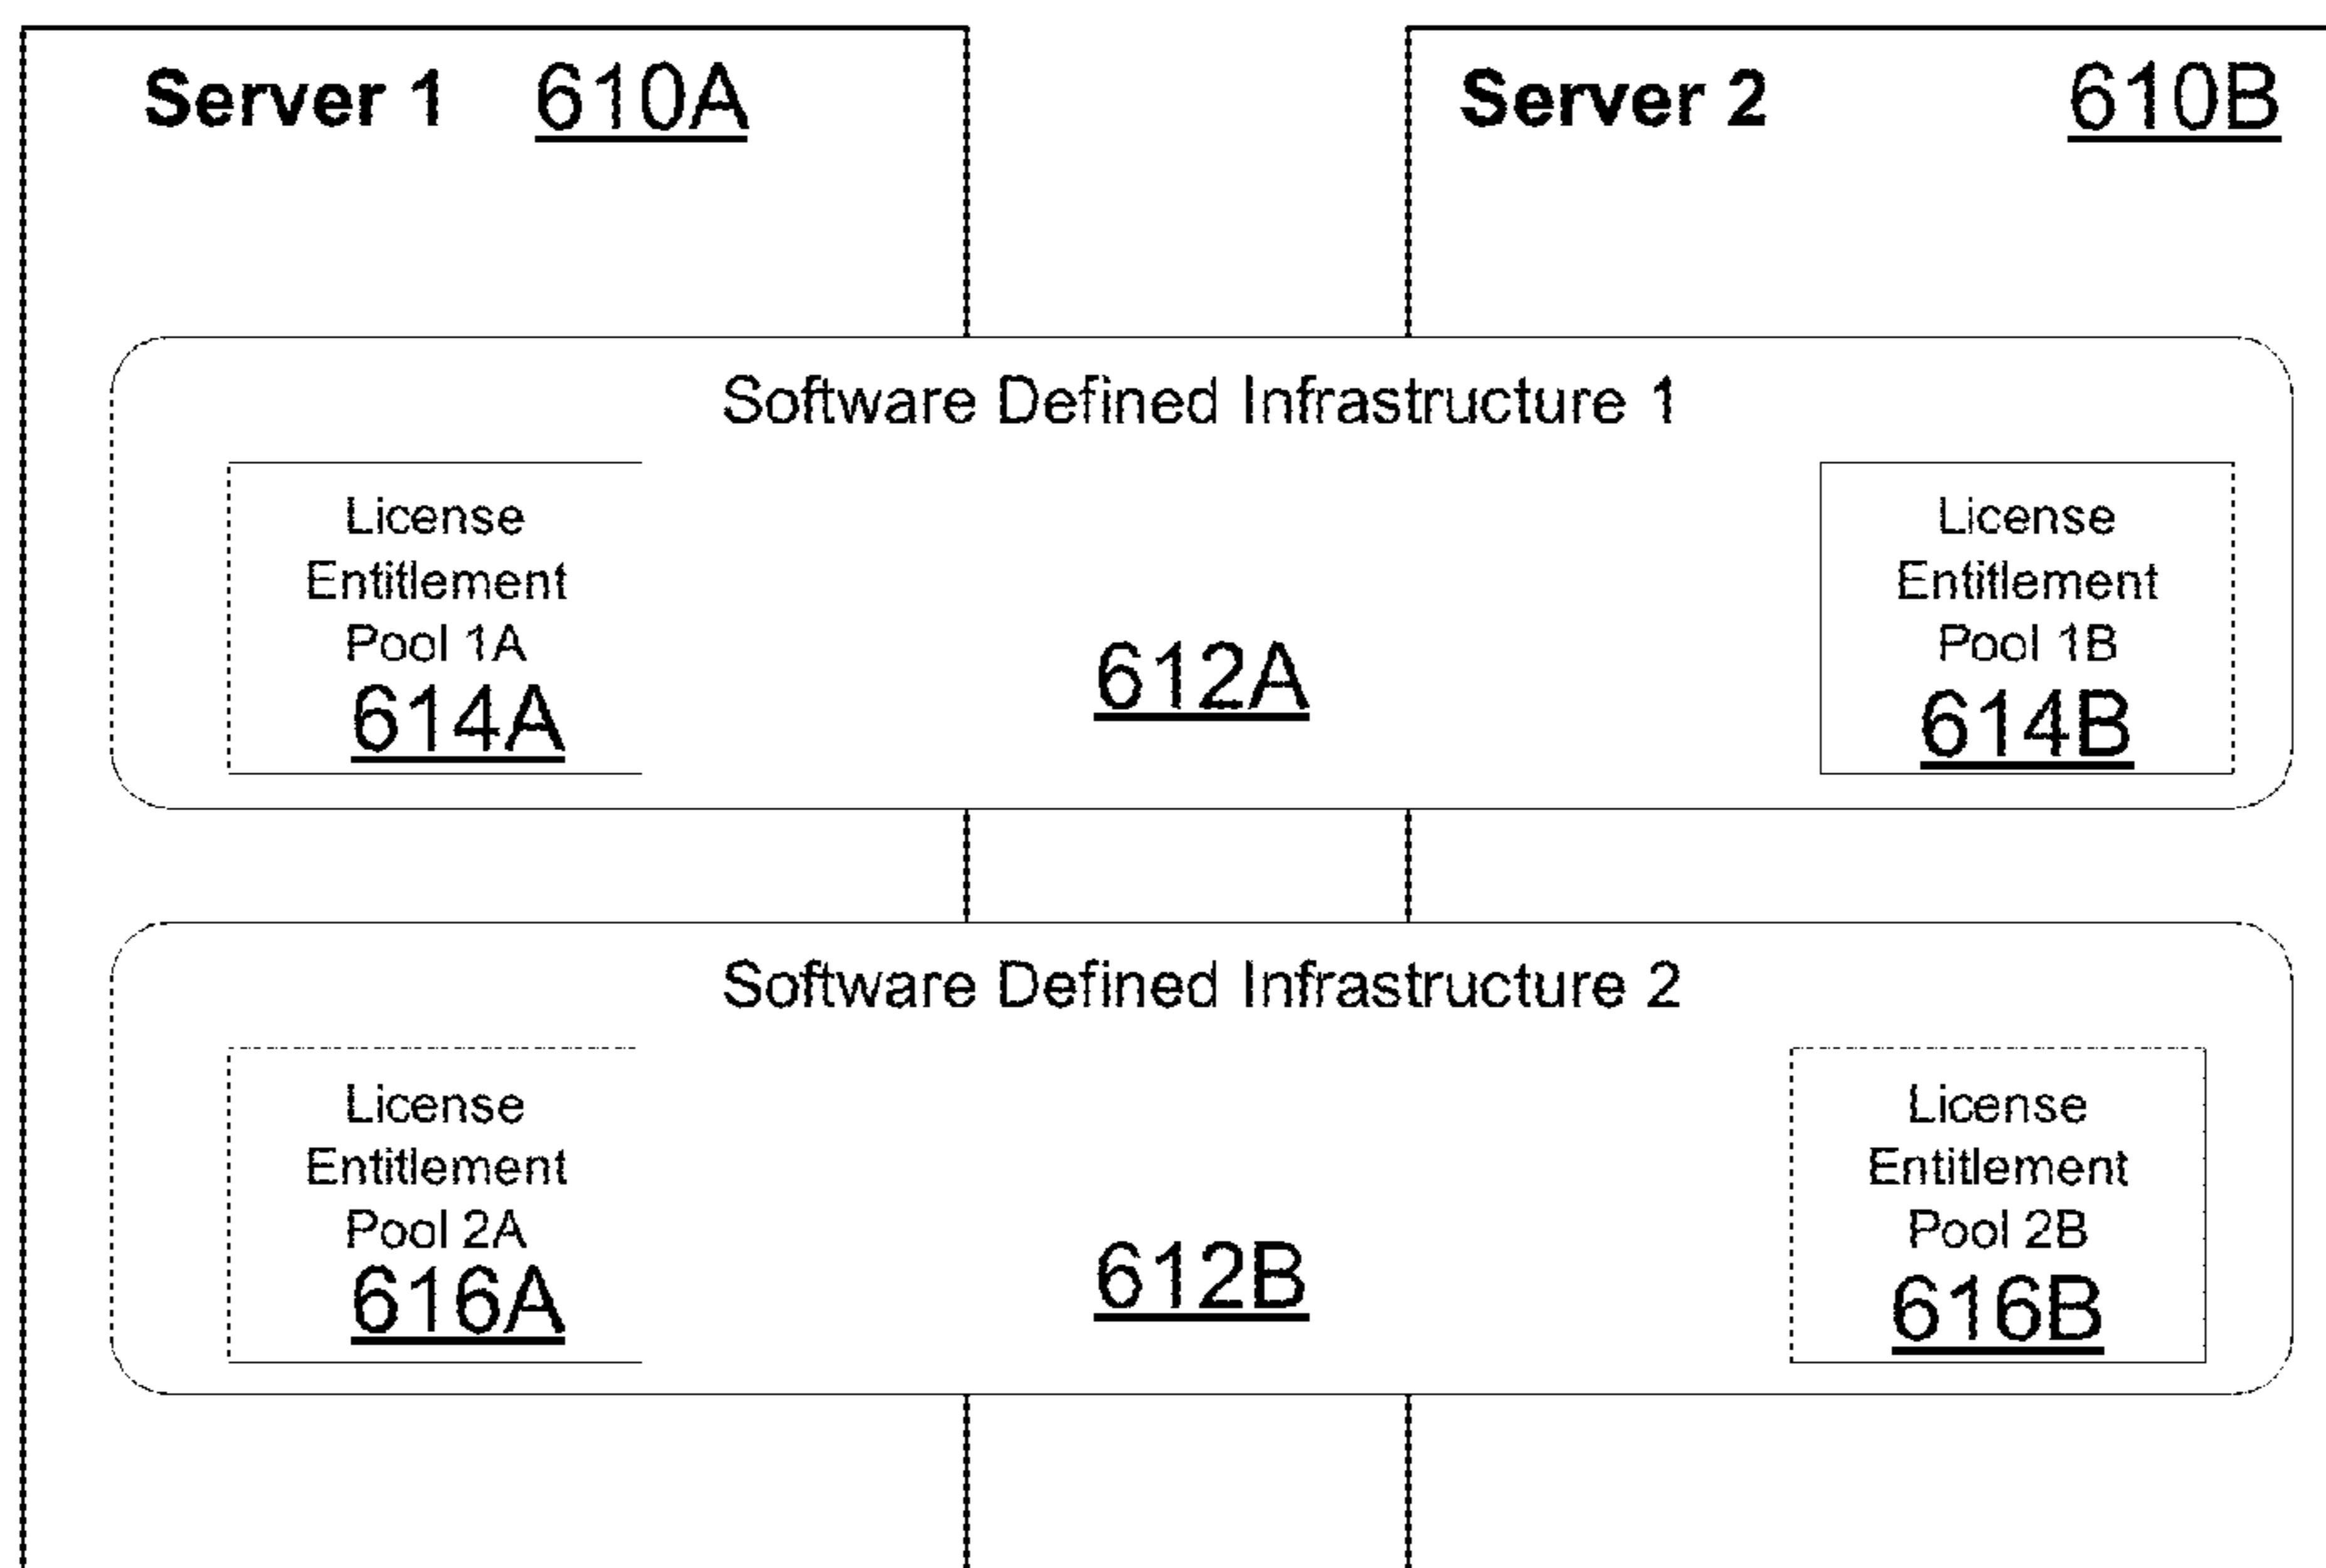 Server 1 610A
Server 2 610B
Software Defined Infrastructure 1
License
Entitlement
Pool 1A
614A
612A
License
Entitlement
Pool 1B
614B
Software Defined Infrastructure 2
License
Entitlement
Pool 2A
616A
612B
License
Entitlement
Pool 2B
616B